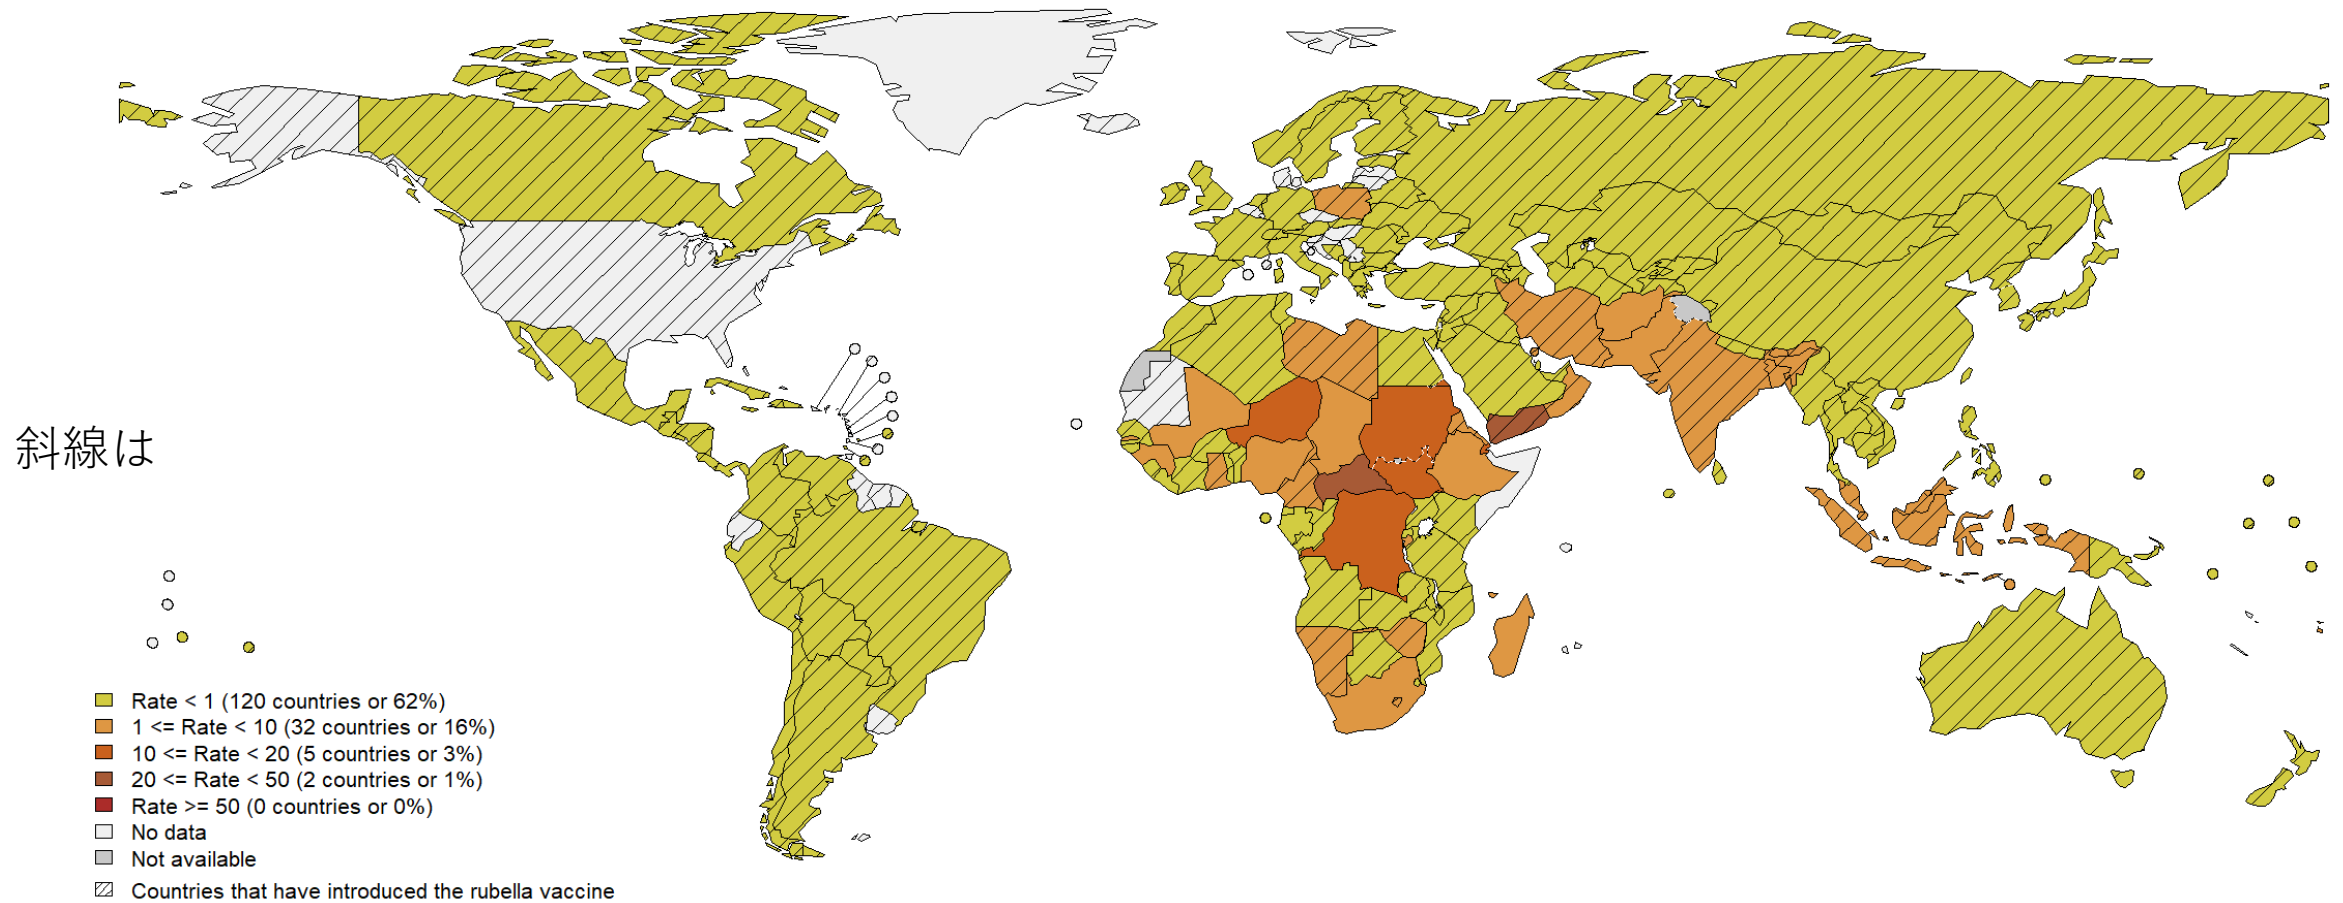 斜線は
Rate < 1 (120 countries or 62%)
1 <= Rate < 10 (32 countries or 16%)
10 <= Rate < 20 (5 countries or 3%)
20 <= Rate < 50 (2 countries or 1%)
Rate >= 50 (0 countries or 0%)
No data
Not available
Countries that have introduced the rubella vaccine